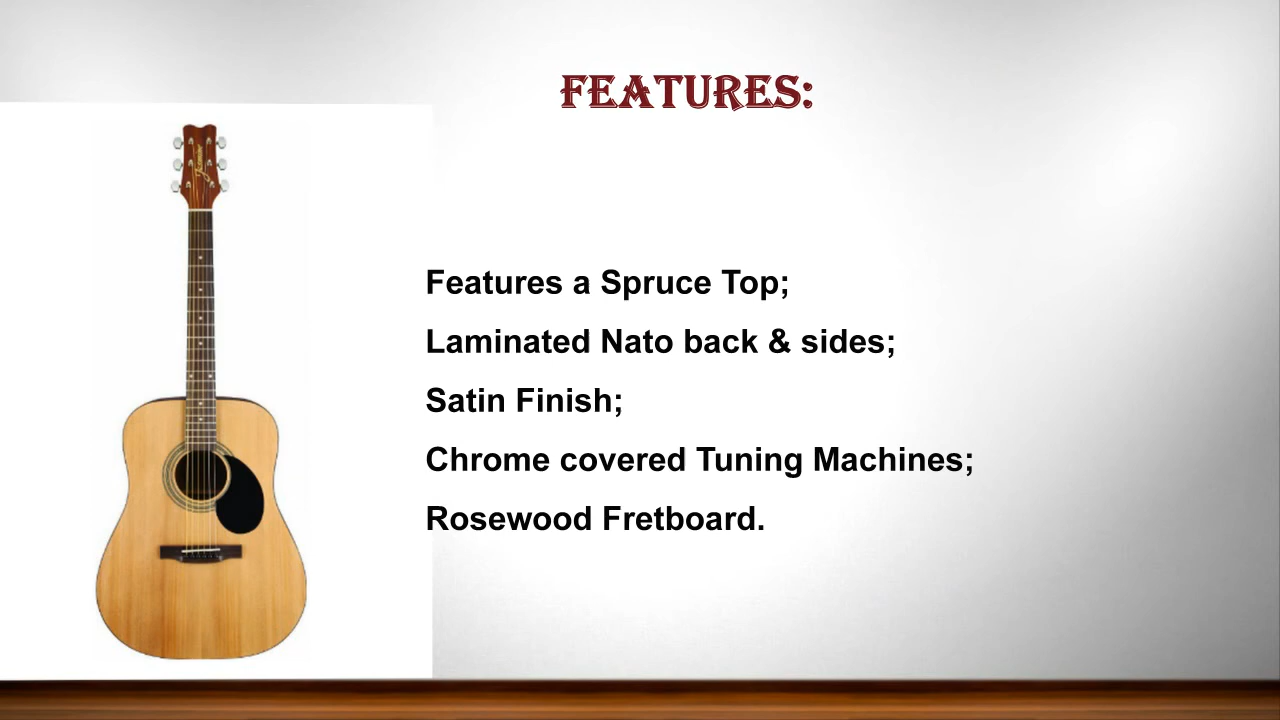 FEATURES:
Features a Spruce Top;
Laminated Nato back & sides;
Satin Finish;
Chrome covered Tuning Machines;
Rosewood Fretboard.